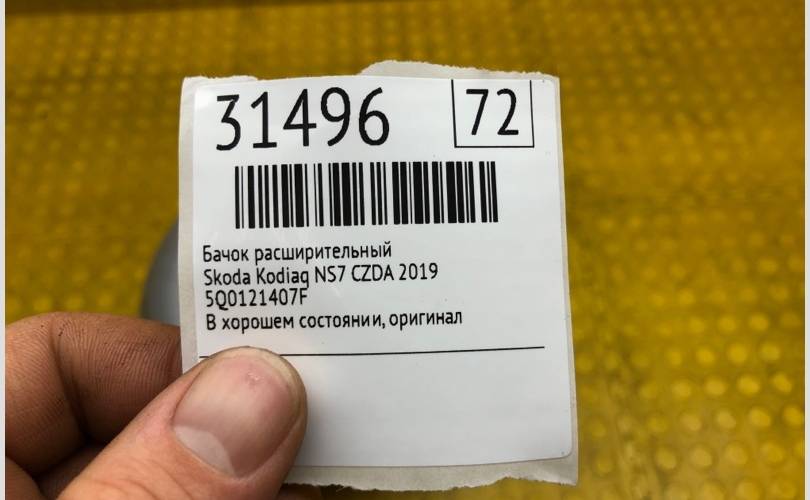 31496
72
Бачок расширительный
Skoda Kodiaq NS7 CZDA 2019
5Q0121407F
В хорошем состоянии, оригинал